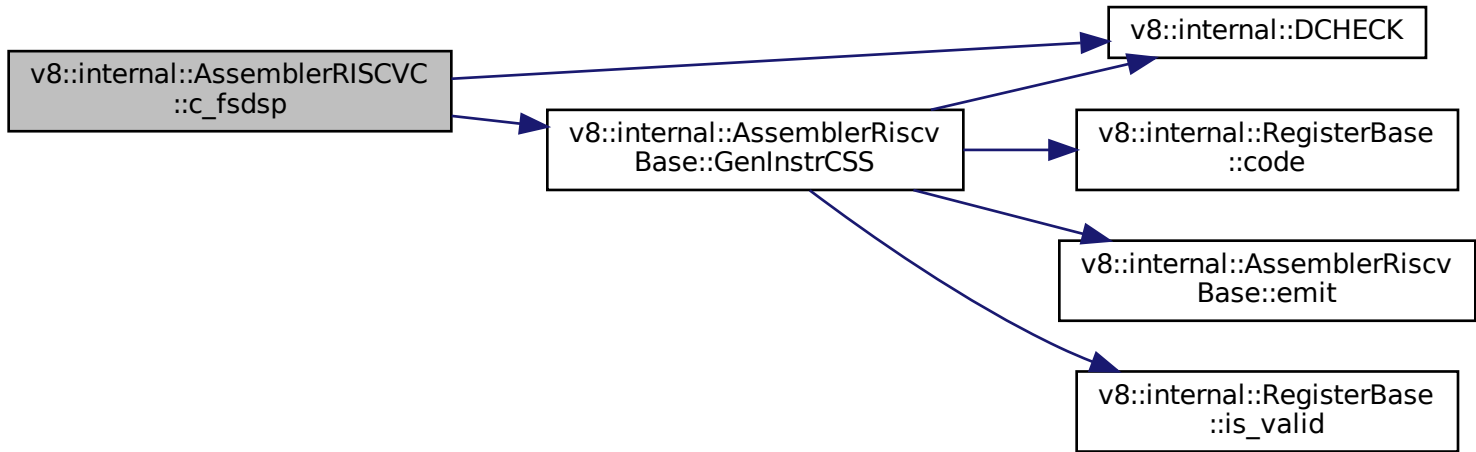 v8::internal::AssemblerRISCVC
::c_fsdsp
v8::internal::DCHECK
v8::internal::AssemblerRiscv
Base::GenInstrCSS
v8::internal::RegisterBase
::code
v8::internal::AssemblerRiscv
Base::emit
v8::internal::RegisterBase
::is_valid